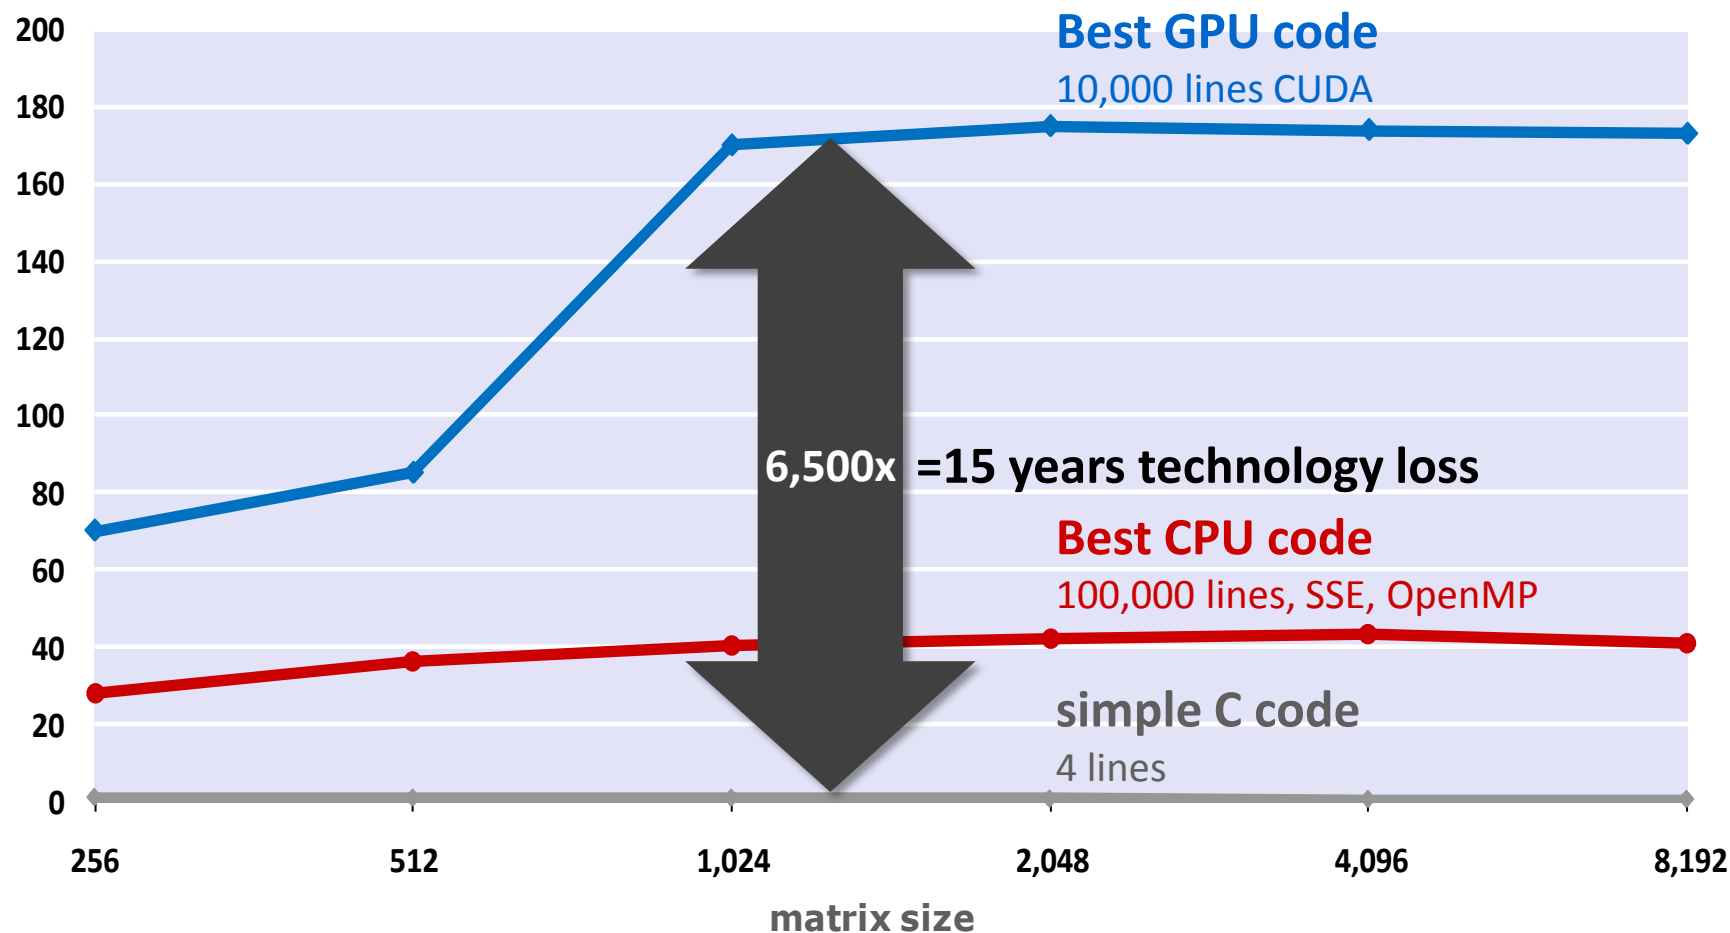 200
Best GPU code
10,000 lines CUDA
180
160
140
120
100
80
6,500x =15 years technology loss
Best CPU code
60
100,000 lines, SSE, OpenMP
40
simple C code
20
4 lines
0
256 512 1,024 2,048 4,096 8,192
matrix size